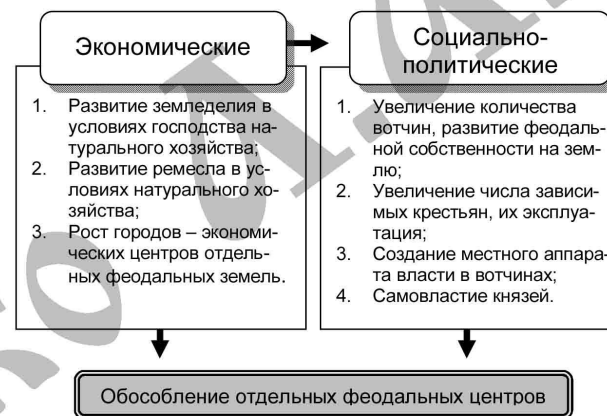 Экономические
1. Развитие земледелия в
условиях господства на-
турального хозяйства;
2. Развитие ремесла в ус-
ловиях натурального хо-
зяйства;
3. Рост городов – экономи-
ческих центров отдель-
ных феодальных земель.
Социально-
политические
1. Увеличение количества
вотчин, развитие феодаль-
ной собственности на зем-
лю;
2. Увеличение числа зависи-
мых крестьян, их эксплуа-
тация;
3. Создание местного аппара-
та власти в вотчинах;
4. Самовластие князей.
Обособление отдельных феодальных центров